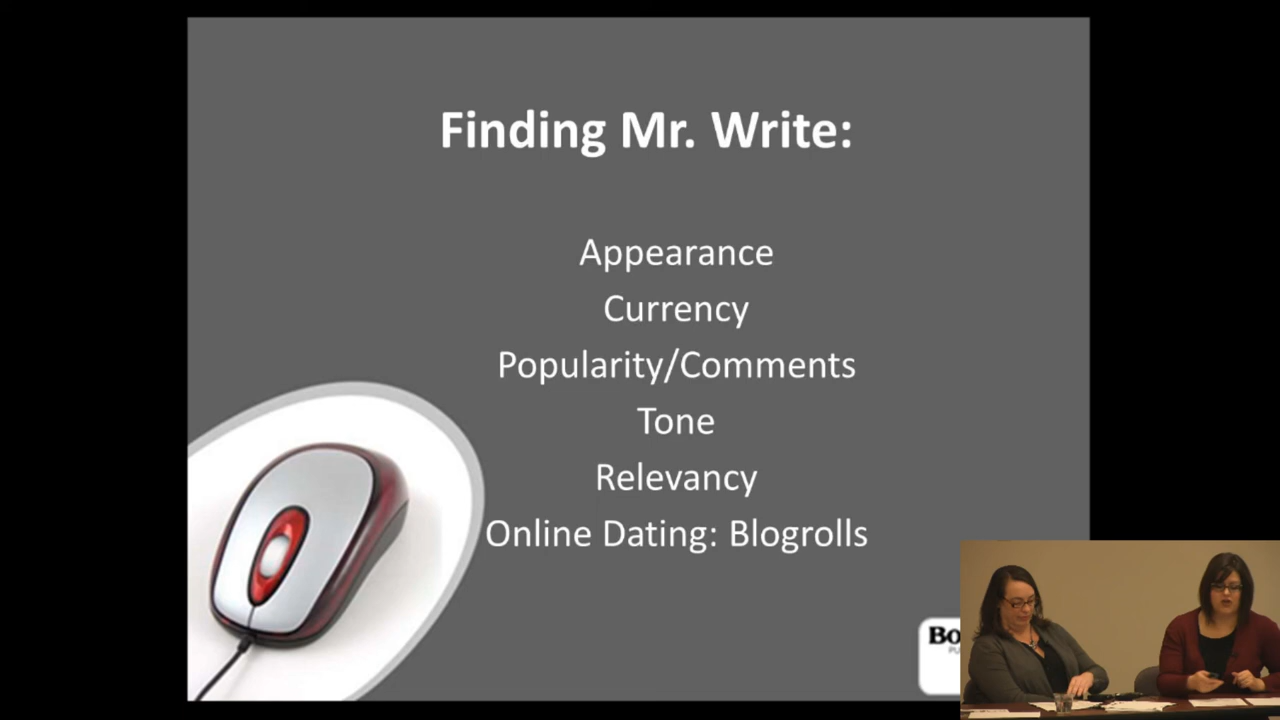 Finding Mr. Write:
Appearance
Currency
Popularity/Comments
Tone
Relevancy
Online Dating: Blogrolls